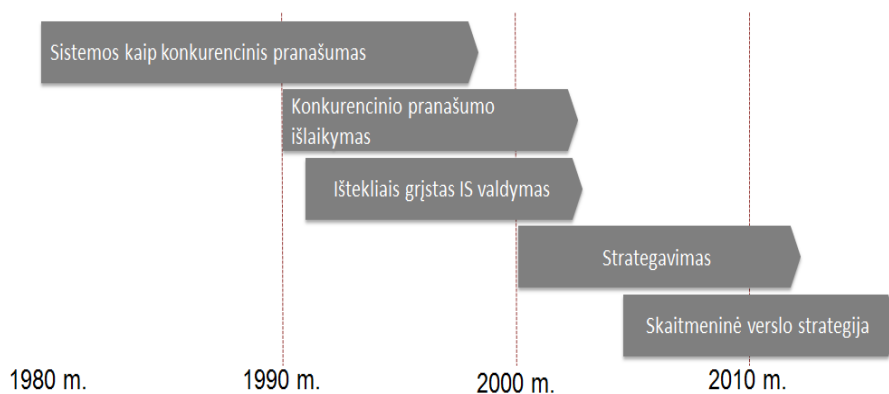 Sistemos kaip konkurencinis pranašumas
Konkurencinio pranašumo
išlaikymas
Ištekliais grįstas IS valdymas
Strategavimas
Skaitmeninė verslo strategija
1980 m.
1990 m.
2000 m.
2010 m.